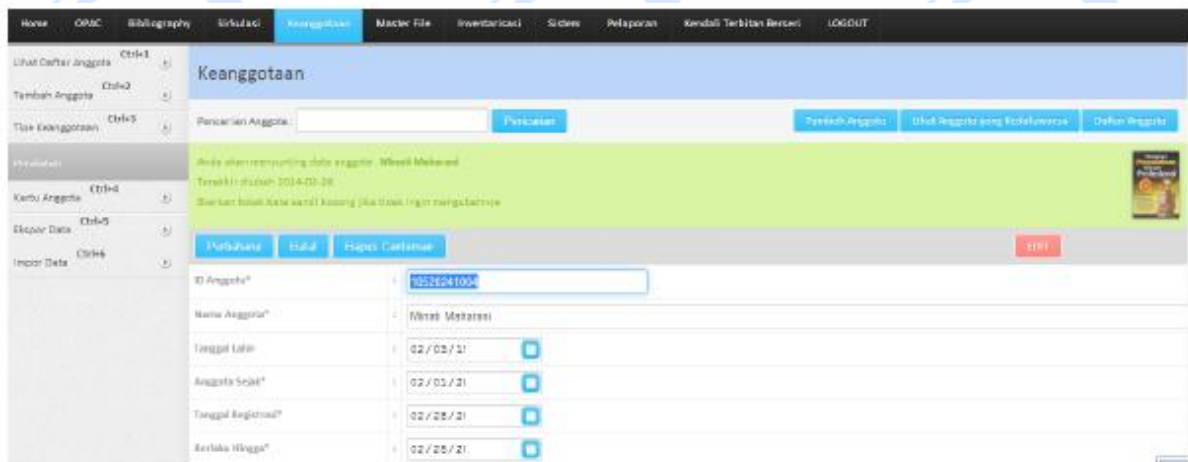 Home OPAC Bibliography Sirkulasi Keanggotaan Master File Inventarisasi Sistem Pelaporan Kendali Terbitan Berseri LOGOUT
Lihat Daftar Anggota Ctrl+1
Tambah Anggota Ctrl+2
Tipe Keanggotaan Ctrl+3
Peralatan
Kartu Anggota Ctrl+4
Ekspor Data Ctrl+5
Impor Data Ctrl+6
Keanggotaan
Pencarian Anggota : Pencarian Tambah Anggota Lihat Anggota yang Kedaluwarsa Daftar Anggota
Anda akan menyunting data anggota : Minati Maharani
Terakhir diubah 2014-02-28
Biarkan kotak kata sandi kosong jika tidak ingin mengubahnya
Perbaharui Batal Hapus Cantuman EDIT
ID Anggota* : 10520241004
Nama Anggota* : Minati Maharani
Tanggal Lahir : 02/03/1
Anggota Sejak* : 02/01/2
Tanggal Registrasi* : 02/28/2
Berlaku Hingga* : 02/28/2